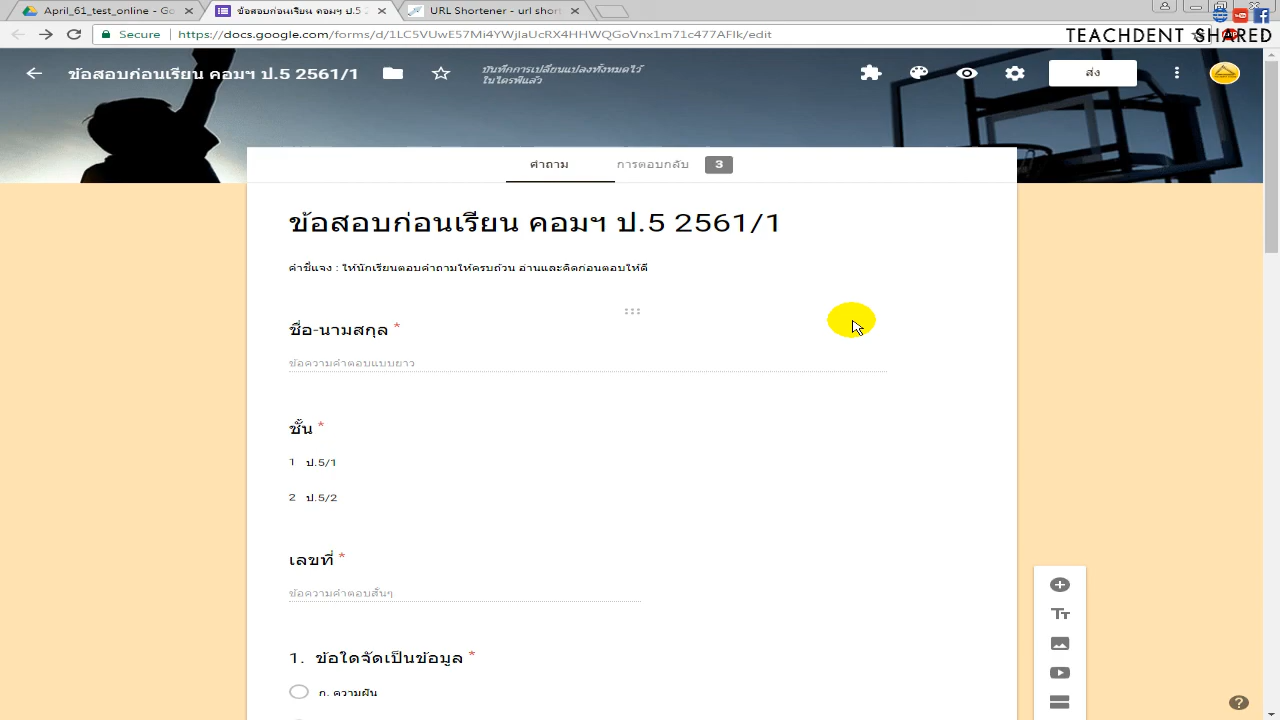 April_61_test_online - Go
ข้อสอบก่อนเรียน คอมฯ ป.5 2
URL Shortener - url short
Secure
https://docs.google.com/forms/d/1LC5VUwE57Mi4YWjIaUcRX4HHWQGoVnx1m71c477AFIk/edit
TEACHDENT SHARED
ข้อสอบก่อนเรียน คอมฯ ป.5 2561/1
บันทึกการเปลี่ยนแปลงทั้งหมดไว้
ในไดรฟ์แล้ว
ส่ง
คำถาม
การตอบกลับ 3
ข้อสอบก่อนเรียน คอมฯ ป.5 2561/1
คำชี้แจง : ให้นักเรียนตอบคำถามให้ครบถ้วน อ่านและคิดก่อนตอบให้ดี
ชื่อ-นามสกุล *
ข้อความคำตอบแบบยาว
ชั้น *
1 ป.5/1
2 ป.5/2
เลขที่ *
ข้อความคำตอบสั้นๆ
1. ข้อใดจัดเป็นข้อมูล *
ก. ความฝัน
Tт
?